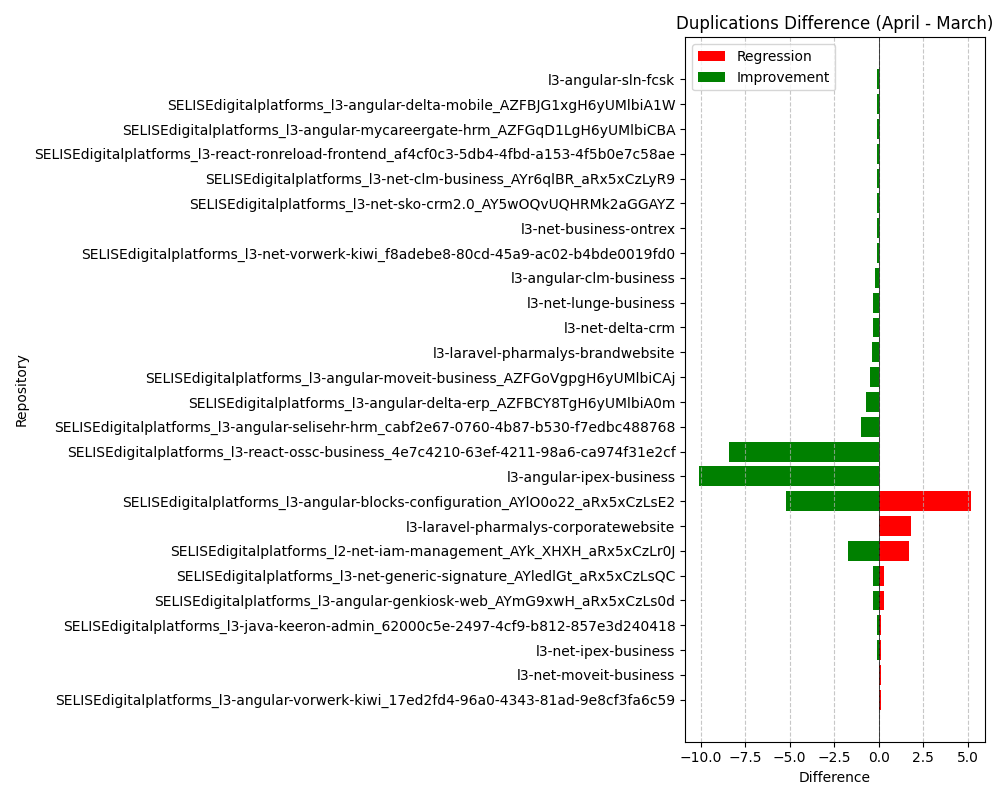 Duplications Difference (April - March)
Regression
Improvement
l3-angular-sln-fcsk
SELISEdigitalplatforms_l3-angular-delta-mobile_AZFBJG1xgH6yUMlbiA1W
SELISEdigitalplatforms_l3-angular-mycareergate-hrm_AZFGqD1LgH6yUMlbiCBA
SELISEdigitalplatforms_l3-react-ronreload-frontend_af4cf0c3-5db4-4fbd-a153-4f5b0e7c58ae
SELISEdigitalplatforms_l3-net-clm-business_AYr6qlBR_aRx5xCzLyR9
SELISEdigitalplatforms_l3-net-sko-crm2.0_AY5wOQvUQHRMk2aGGAYZ
l3-net-business-ontrex
SELISEdigitalplatforms_l3-net-vorwerk-kiwi_f8adebe8-80cd-45a9-ac02-b4bde0019fd0
l3-angular-clm-business
l3-net-lunge-business
l3-net-delta-crm
l3-laravel-pharmalys-brandwebsite
SELISEdigitalplatforms_l3-angular-moveit-business_AZFGoVgpgH6yUMlbiCAj
SELISEdigitalplatforms_l3-angular-delta-erp_AZFBCY8TgH6yUMlbiA0m
SELISEdigitalplatforms_l3-angular-selisehr-hrm_cabf2e67-0760-4b87-b530-f7edbc488768
SELISEdigitalplatforms_l3-react-ossc-business_4e7c4210-63ef-4211-98a6-ca974f31e2cf
l3-angular-ipex-business
SELISEdigitalplatforms_l3-angular-blocks-configuration_AYlO0o22_aRx5xCzLsE2
l3-laravel-pharmalys-corporatewebsite
SELISEdigitalplatforms_l2-net-iam-management_AYk_XHXH_aRx5xCzLr0J
SELISEdigitalplatforms_l3-net-generic-signature_AYledlGt_aRx5xCzLsQC
SELISEdigitalplatforms_l3-angular-genkiosk-web_AYmG9xwH_aRx5xCzLs0d
SELISEdigitalplatforms_l3-java-keeron-admin_62000c5e-2497-4cf9-b812-857e3d240418
l3-net-ipex-business
l3-net-moveit-business
SELISEdigitalplatforms_l3-angular-vorwerk-kiwi_17ed2fd4-96a0-4343-81ad-9e8cf3fa6c59
Repository
−10.0 −7.5 −5.0 −2.5 0.0 2.5 5.0
Difference